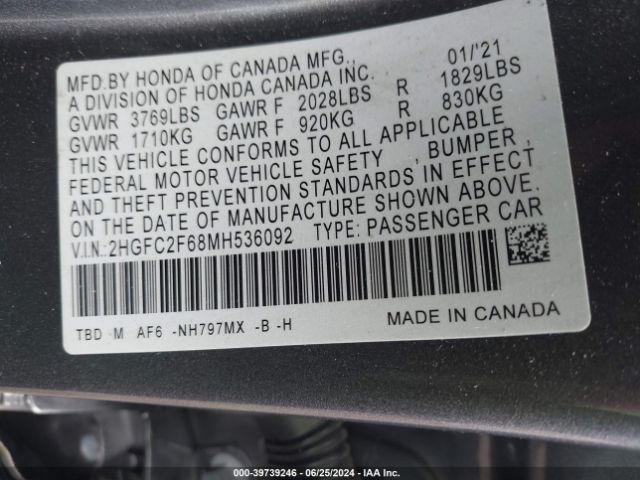 MFD.BY HONDA OF CANADA MFG., 01/'21
A DIVISION OF HONDA CANADA INC.
GVWR 3769LBS GAWR F 2028LBS R 1829LBS
GVWR 1710KG GAWR F 920KG R 830KG
THIS VEHICLE CONFORMS TO ALL APPLICABLE
FEDERAL MOTOR VEHICLE SAFETY , BUMPER ,
AND THEFT PREVENTION STANDARDS IN EFFECT
ON THE DATE OF MANUFACTURE SHOWN ABOVE.
V.I.N.:2HGFC2F68MH536092 TYPE: PASSENGER CAR
TBD M AF6 -NH797MX -B -H MADE IN CANADA
000-39739246 - 06/25/2024 - IAA Inc.